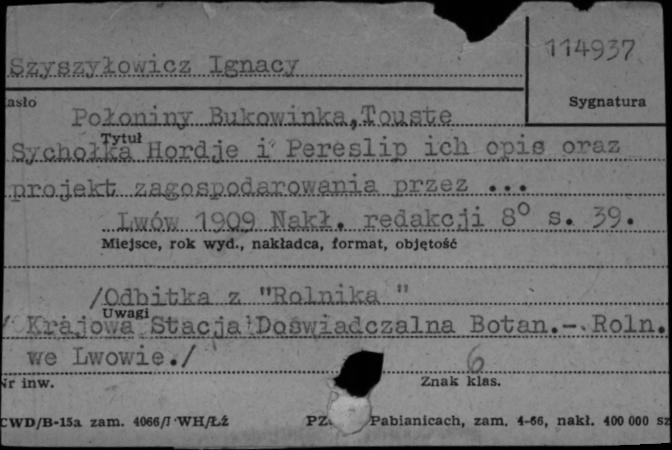 Szyszyłowicz Ignacy
114937
Sygnatura
Połoniny Bukowinka, Touste
Tytuł
Sychołka Hordje i Pereslip ich opis oraz
projekt zagospodarowania przez ...
Lwów 1909 Nakł. redakcji 8° s. 39.
Miejsce, rok wyd., nakładca, format, objętość
/Odbitka z "Rolnika "
Uwagi
/ Krajowa Stacja Doświadczalna Botan.-Roln.
we Lwowie./
6
Nr inw.
Znak klas.
CWD/B-15a zam. 4066/I WH/Łź
Pabianicach, zam. 4-66, nakł. 400 000